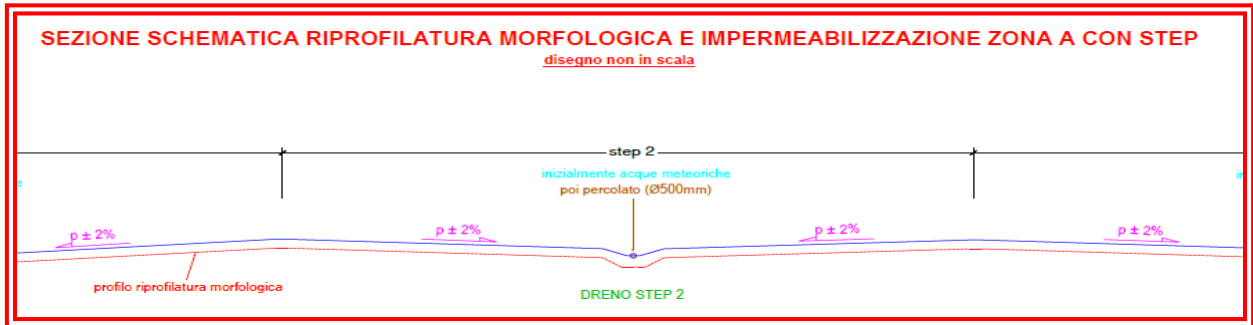 SEZIONE SCHEMATICA RIPROFILATURA MORFOLOGICA E IMPERMEABILIZZAZIONE ZONA A CON STEP
disegno non in scala
step 2
inizialmente acque meteoriche
poi percolato (Ø500mm)
p ± 2%
p ± 2%
p ± 2%
p ± 2%
profilo riprofilatura morfologica
DRENO STEP 2